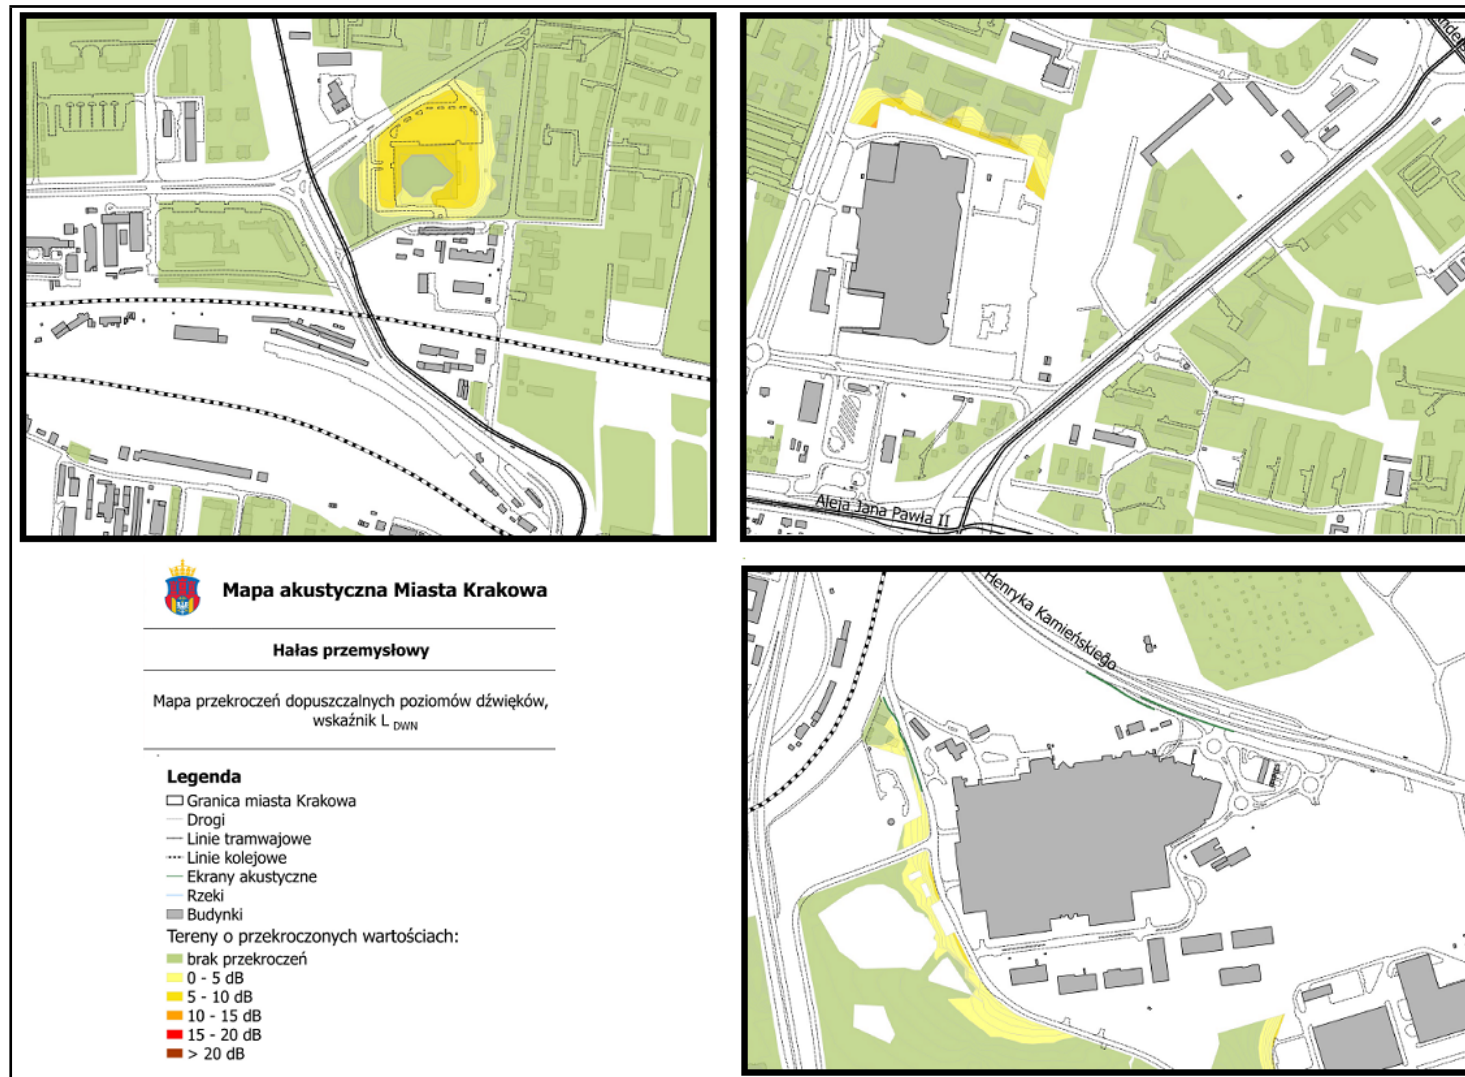 Aleja Jana Pawła II
Mapa akustyczna Miasta Krakowa
Hałas przemysłowy
Mapa przekroczeń dopuszczalnych poziomów dźwięków,
wskaźnik L DWN
Legenda
Granica miasta Krakowa
Drogi
Linie tramwajowe
Linie kolejowe
Ekrany akustyczne
Rzeki
Budynki
Tereny o przekroczonych wartościach:
brak przekroczeń
0 - 5 dB
5 - 10 dB
10 - 15 dB
15 - 20 dB
> 20 dB
Henryka Kamieńskiego